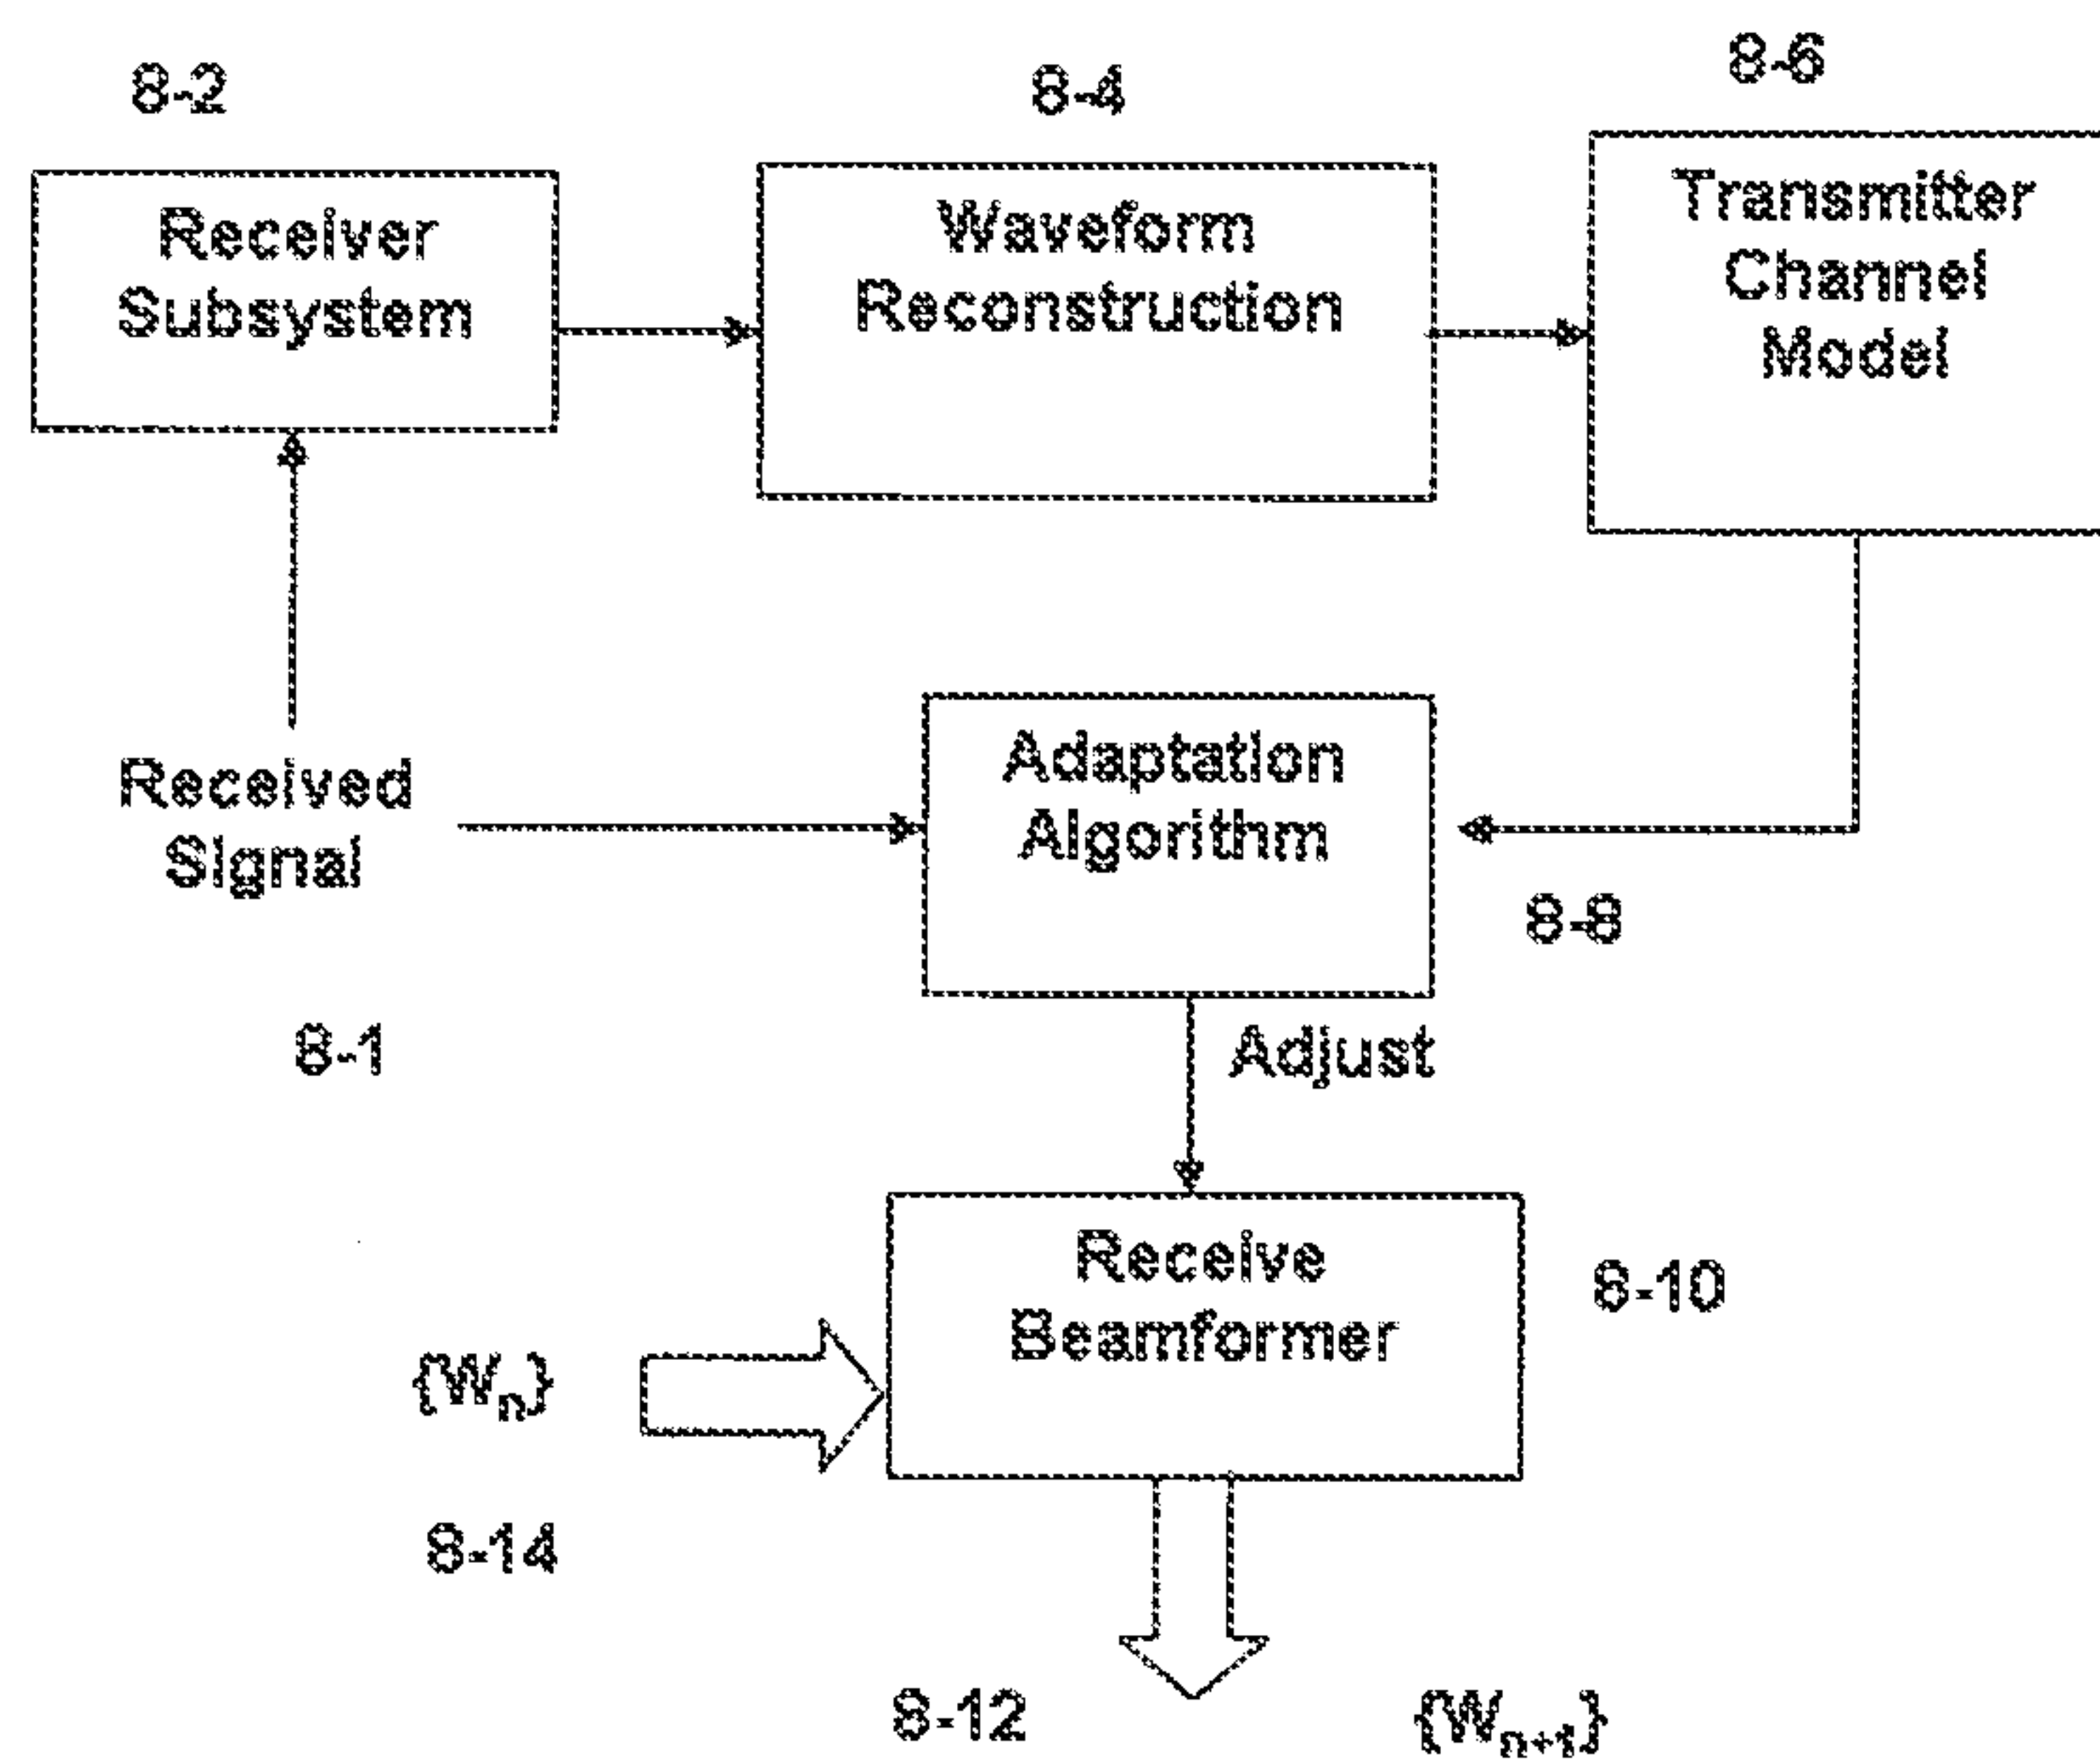 8-2
8-4
8-6
Receiver
Subsystem
Waveform
Reconstruction
Transmitter
Channel
Model
Received
Signal
Adaptation
Algorithm
8-8
8-1
Adjust
Receive
Beamformer
8-10
{Wn}
8-14
8-12
{Wn+1}